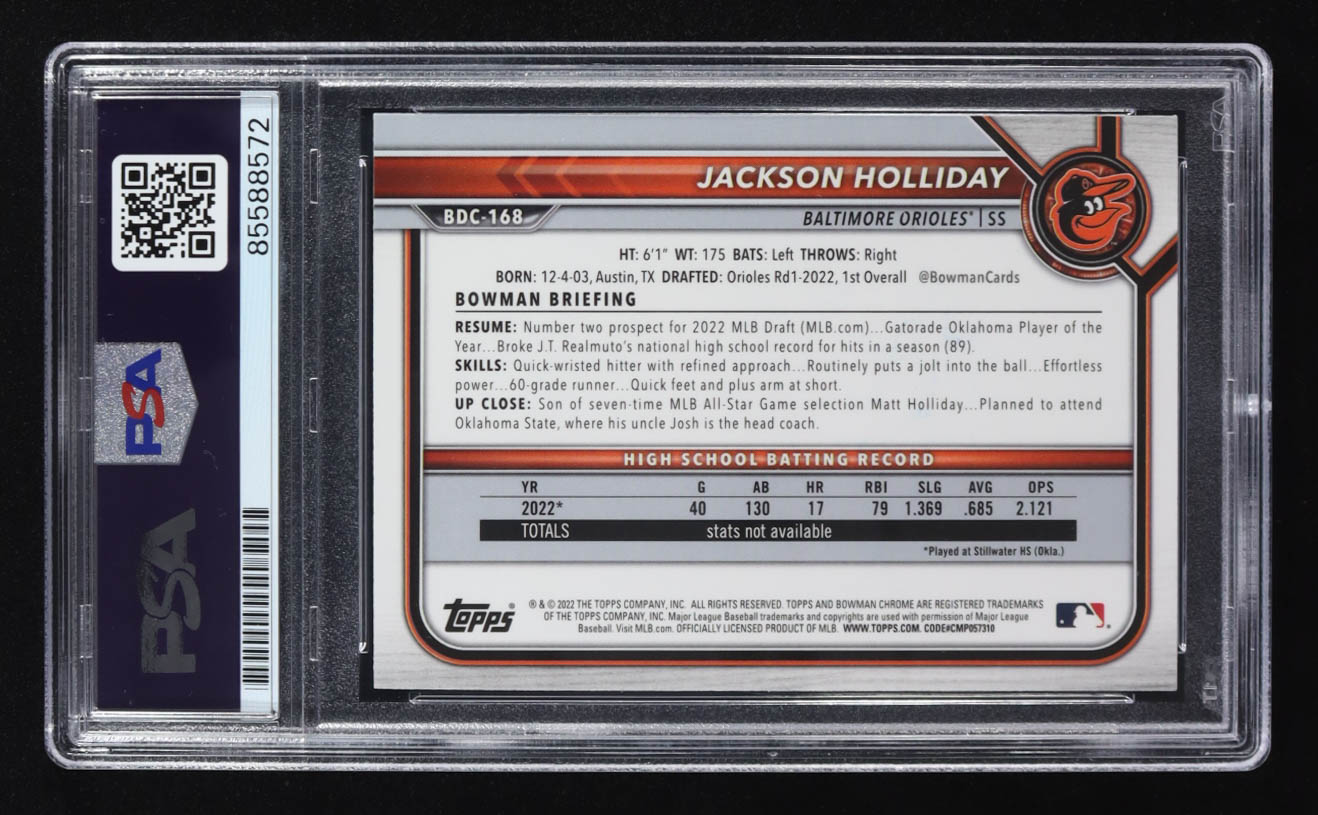 85588572
PSA
PSA
JACKSON HOLLIDAY
BDC-168
BALTIMORE ORIOLES® | SS
HT: 6'1" WT: 175 BATS: Left THROWS: Right
BORN: 12-4-03, Austin, TX DRAFTED: Orioles Rd1-2022, 1st Overall @BowmanCards
BOWMAN BRIEFING
RESUME: Number two prospect for 2022 MLB Draft (MLB.com)...Gatorade Oklahoma Player of the
Year...Broke J.T. Realmuto's national high school record for hits in a season (89).
SKILLS: Quick-wristed hitter with refined approach...Routinely puts a jolt into the ball...Effortless
power...60-grade runner...Quick feet and plus arm at short.
UP CLOSE: Son of seven-time MLB All-Star Game selection Matt Holliday...Planned to attend
Oklahoma State, where his uncle Josh is the head coach.
HIGH SCHOOL BATTING RECORD
YR G AB HR RBI SLG AVG OPS
2022* 40 130 17 79 1.369 .685 2.121
TOTALS stats not available
*Played at Stillwater HS (Okla.)
Topps®
® & © 2022 THE TOPPS COMPANY, INC. ALL RIGHTS RESERVED. TOPPS AND BOWMAN CHROME ARE REGISTERED TRADEMARKS
OF THE TOPPS COMPANY, INC. Major League Baseball trademarks and copyrights are used with permission of Major League
Baseball. Visit MLB.com. OFFICIALLY LICENSED PRODUCT OF MLB. WWW.TOPPS.COM. CODE#CMP057310
PSA